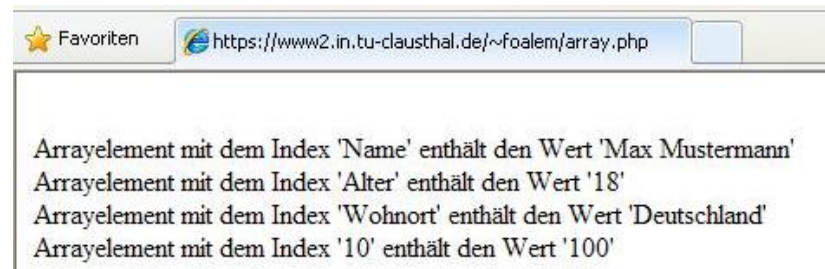 Favoriten
https://www2.in.tu-clausthal.de/~foalem/array.php
Arrayelement mit dem Index 'Name' enthält den Wert 'Max Mustermann'
Arrayelement mit dem Index 'Alter' enthält den Wert '18'
Arrayelement mit dem Index 'Wohnort' enthält den Wert 'Deutschland'
Arrayelement mit dem Index '10' enthält den Wert '100'